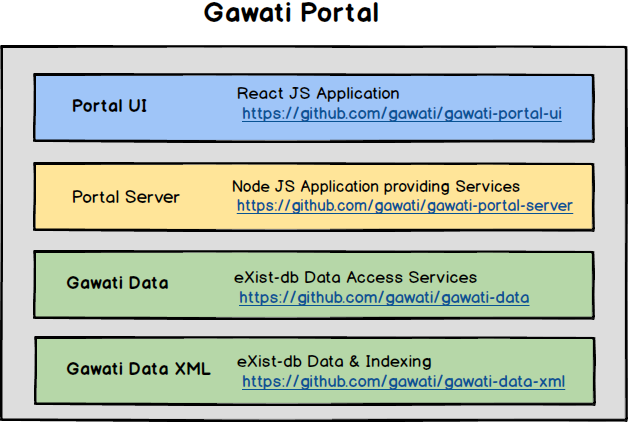 Gawati Portal
Portal UI
React JS Application
https://github.com/gawati/gawati-portal-ui
Portal Server
Node JS Application providing Services
https://github.com/gawati/gawati-portal-server
Gawati Data
eXist-db Data Access Services
https://github.com/gawati/gawati-data
Gawati Data XML
eXist-db Data & Indexing
https://github.com/gawati/gawati-data-xml